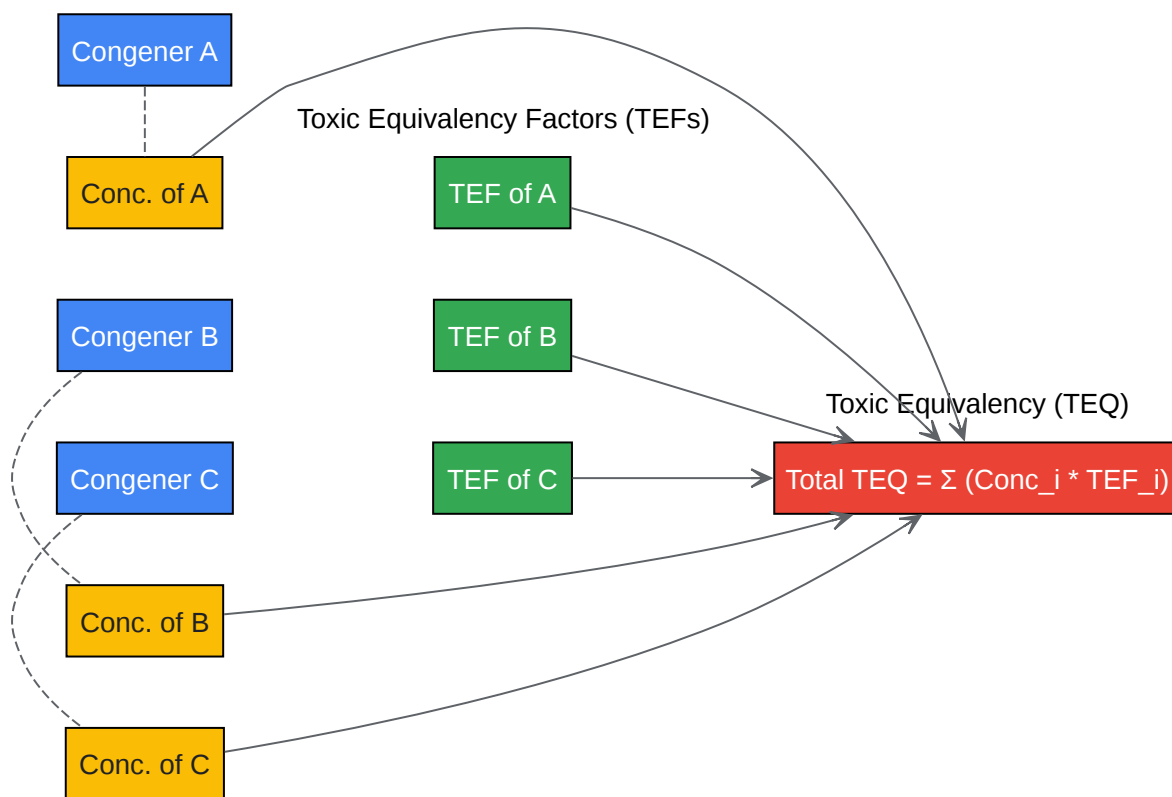 Congener A
Toxic Equivalency Factors (TEFs)
Conc. of A
TEF of A
Congener B
TEF of B
Toxic Equivalency (TEQ)
Congener C
TEF of C
Total TEQ = Σ (Conc_i * TEF_i)
Conc. of B
Conc. of C